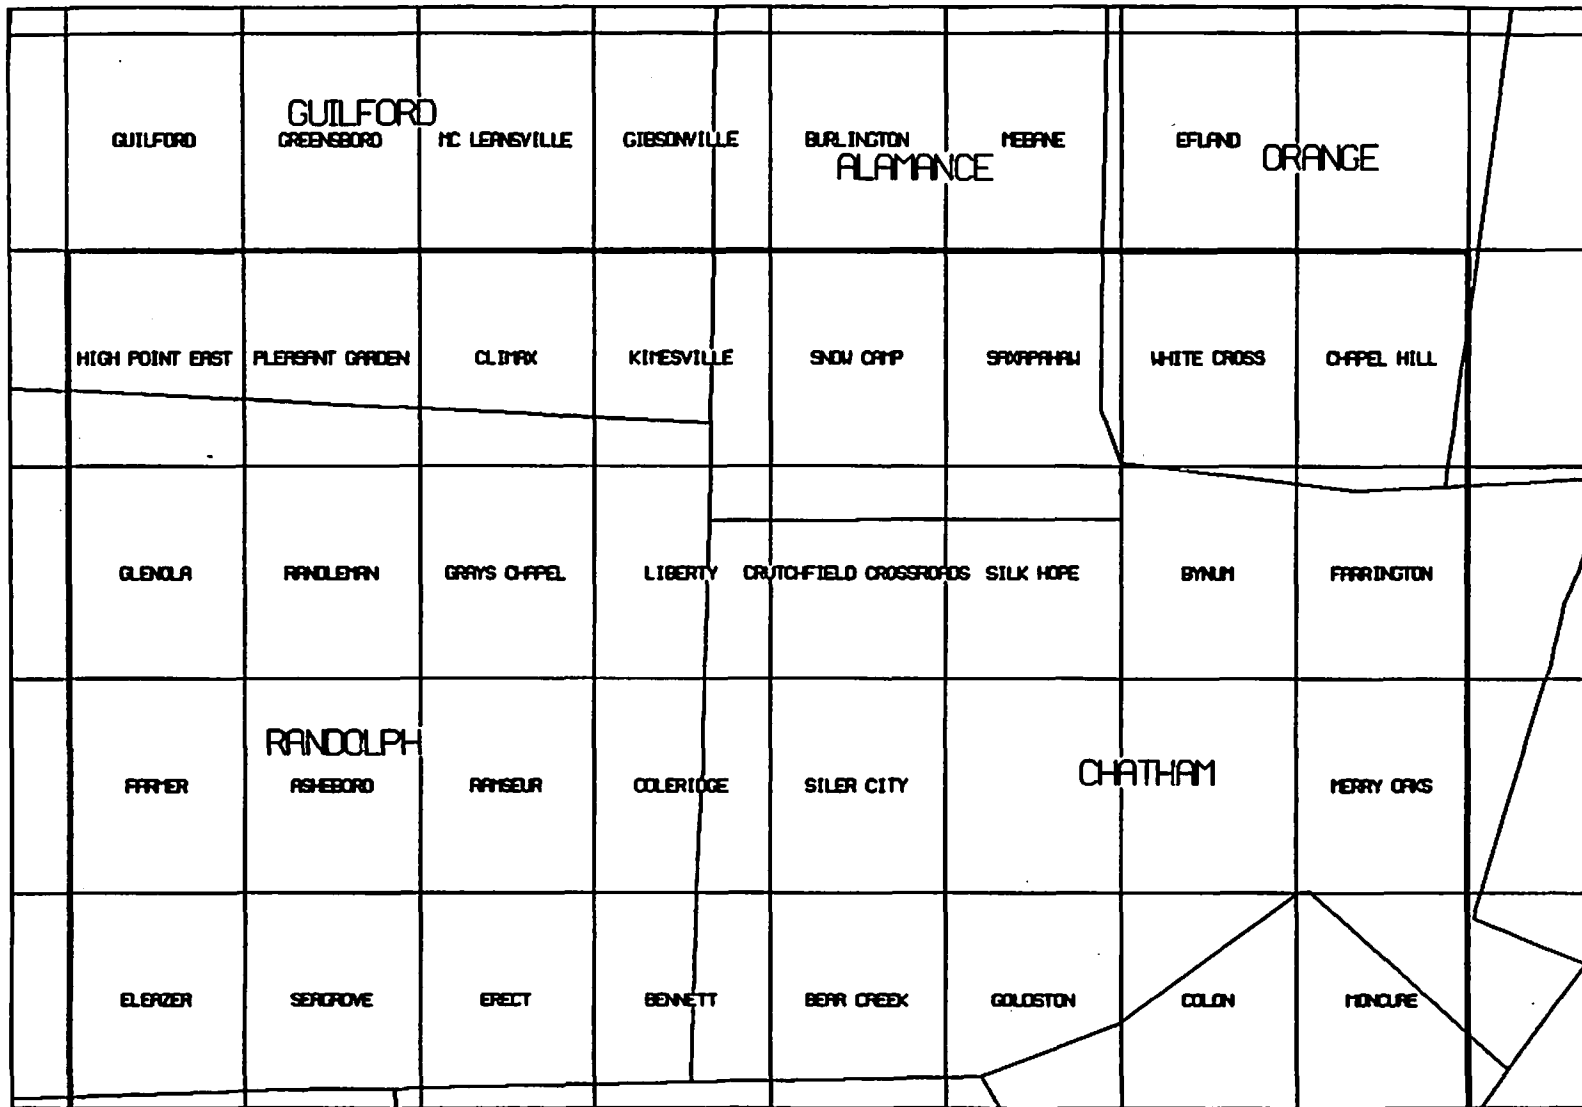 GUILFORD
GUILFORD GREENSBORO MC LEANSVILLE GIBSONVILLE BURLINGTON MEBANE EFLAND
ALAMANCE ORANGE
HIGH POINT EAST PLEASANT GARDEN CLIMAX KIMESVILLE SNOW CAMP SAXAPAHAW WHITE CROSS CHAPEL HILL
GLENOLA RANDLEMAN GRAYS CHAPEL LIBERTY CRUTCHFIELD CROSSROADS SILK HOPE BYNUM FARRINGTON
RANDOLPH CHATHAM
FARMER ASHEBORO RAMSEUR COLERIDGE SILER CITY MERRY OAKS
ELEAZER SEAGROVE ERECT BENNETT BEAR CREEK GOLDSTON COLON MONCURE